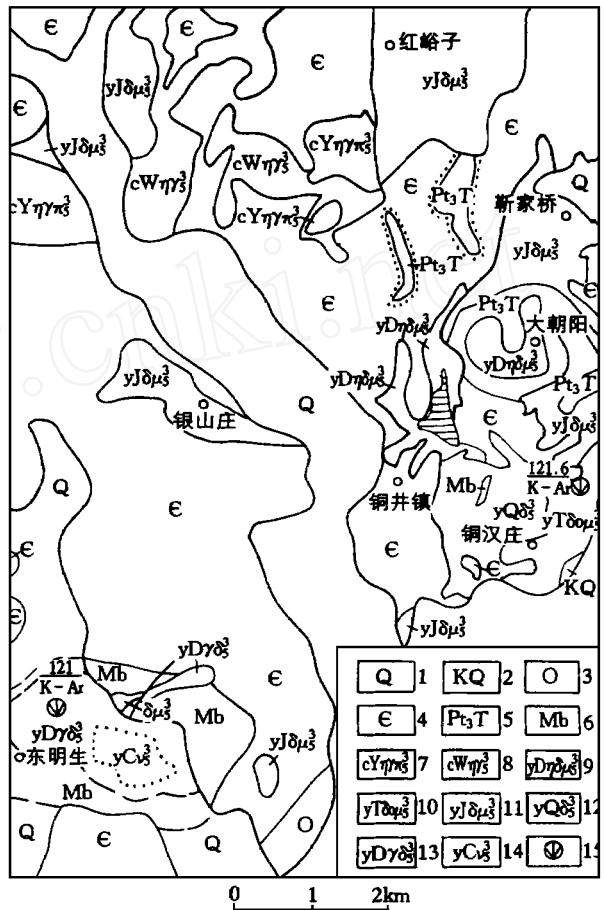 Є
Є
Є
红峪子
yJδμ₅³
yJδμ₅³
Є
Є
yJδμ₅³
cWηγ₅³
cYηγπ₅³
Є
Q
cWηγ₅³
Pt₃T
cYηγπ₅³
cYηγπ₅³
靳家桥
yJδμ₅³
Pt₃T
Є
Є
Pt₃T
yDηδμ₅³
大朝阳
yDηδμ₅³
yJδμ₅³
yDηδμ₅³
Pt₃T
银山庄
Q
Є
yJδμ₅³
121.6
K-Ar
Q
Mb
铜井镇
yQδ₅³
yTδομ₅³
Є
铜汉庄
Є
Є
Є
KQ
Є
yJδμ₅³
yDγδ₅³
121
K-Ar
Mb
Є
δμ₅³
Mb
yDγδ₅³
yJδμ₅³
东明生
yCν₅³
Mb
Q
Є
Q
O
Q 1 KQ 2 O 3
Є 4 Pt₃T 5 Mb 6
cYηγπ₅³ 7 cWηγ₅³ 8 yDηδμ₅³ 9
yTδομ₅³ 10 yJδμ₅³ 11 yQδ₅³ 12
yDγδ₅³ 13 yCν₅³ 14
0 1 2km